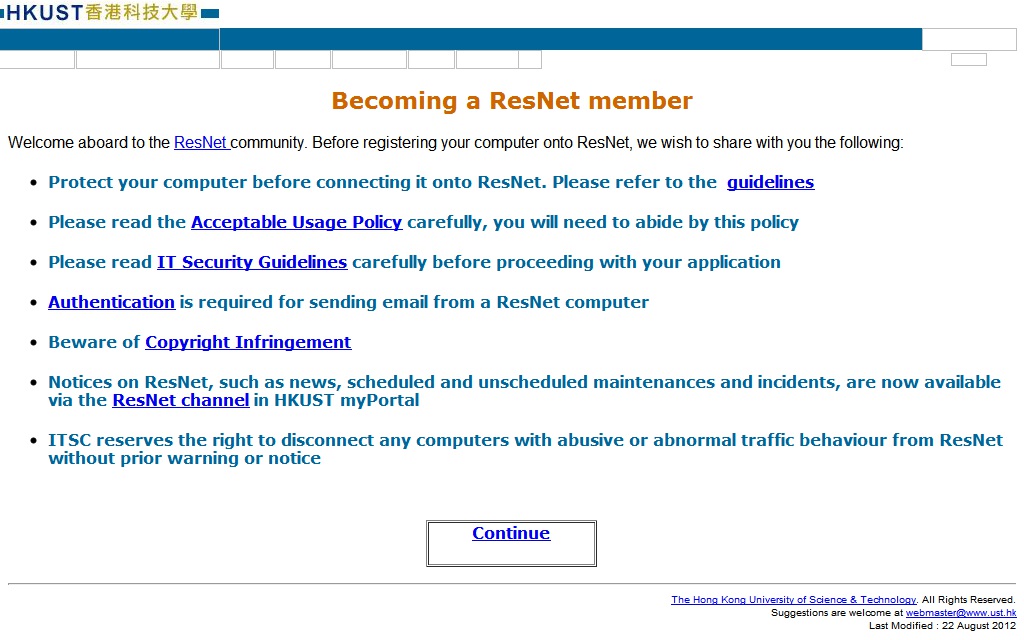 HKUST香港科技大學
Becoming a ResNet member
Welcome aboard to the ResNet community. Before registering your computer onto ResNet, we wish to share with you the following:
• Protect your computer before connecting it onto ResNet. Please refer to the guidelines
• Please read the Acceptable Usage Policy carefully, you will need to abide by this policy
• Please read IT Security Guidelines carefully before proceeding with your application
• Authentication is required for sending email from a ResNet computer
• Beware of Copyright Infringement
• Notices on ResNet, such as news, scheduled and unscheduled maintenances and incidents, are now available
via the ResNet channel in HKUST myPortal
• ITSC reserves the right to disconnect any computers with abusive or abnormal traffic behaviour from ResNet
without prior warning or notice
Continue
The Hong Kong University of Science & Technology. All Rights Reserved.
Suggestions are welcome at webmaster@www.ust.hk
Last Modified : 22 August 2012